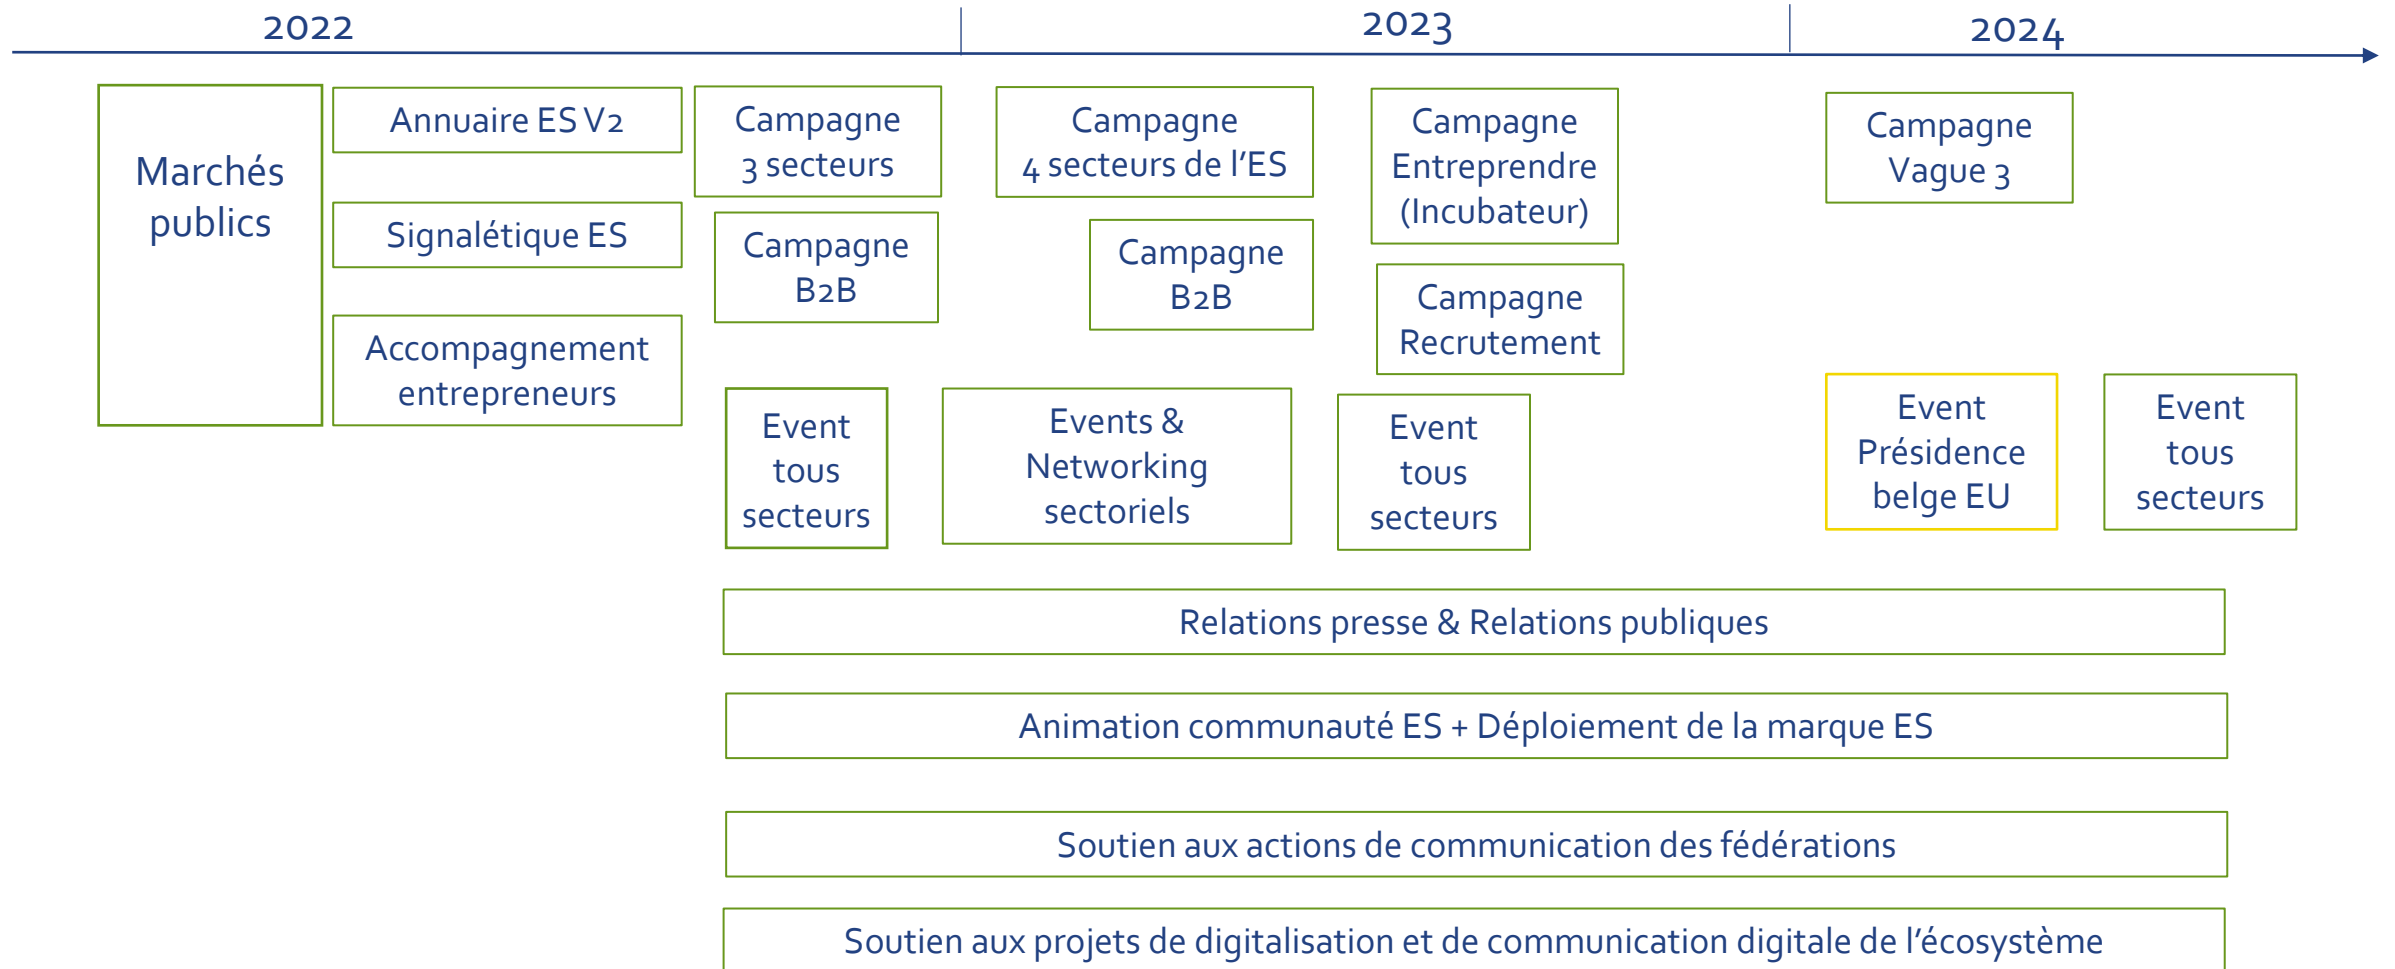 2022
2023
2024
Marchés
publics
Annuaire ES V2
Signalétique ES
Accompagnement
entrepreneurs
Campagne
3 secteurs
Campagne
B2B
Campagne
4 secteurs de l’ES
Campagne
B2B
Campagne
Entreprendre
(Incubateur)
Campagne
Recrutement
Campagne
Vague 3
Event
tous
secteurs
Events &
Networking
sectoriels
Event
tous
secteurs
Event
Présidence
belge EU
Event
tous
secteurs
Relations presse & Relations publiques
Animation communauté ES + Déploiement de la marque ES
Soutien aux actions de communication des fédérations
Soutien aux projets de digitalisation et de communication digitale de l’écosystème